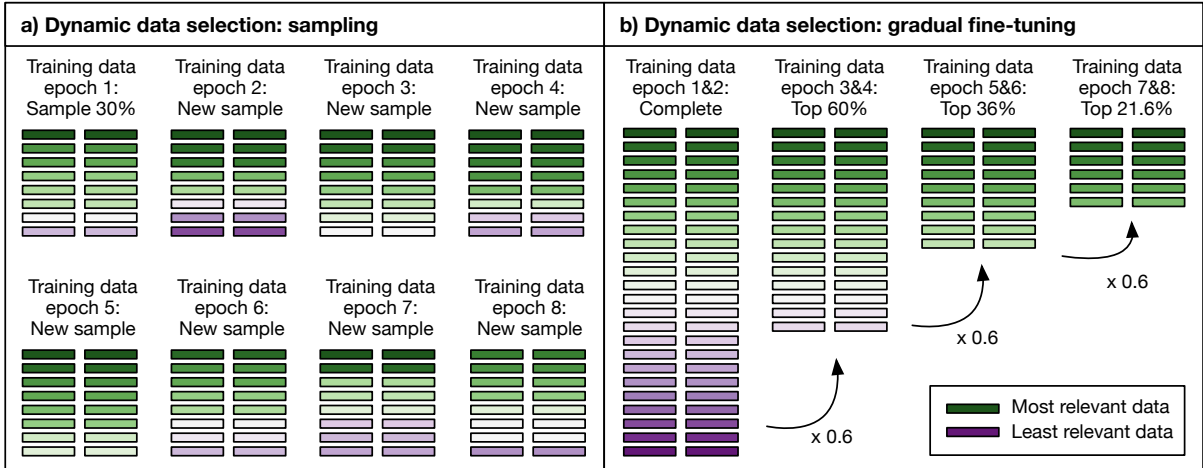 a) Dynamic data selection: sampling
Training data
epoch 1:
Sample 30%
Training data
epoch 2:
New sample
Training data
epoch 3:
New sample
Training data
epoch 4:
New sample
Training data
epoch 5:
New sample
Training data
epoch 6:
New sample
Training data
epoch 7:
New sample
Training data
epoch 8:
New sample
b) Dynamic data selection: gradual fine-tuning
Training data
epoch 1&2:
Complete
Training data
epoch 3&4:
Top 60%
Training data
epoch 5&6:
Top 36%
Training data
epoch 7&8:
Top 21.6%
x 0.6
x 0.6
x 0.6
Most relevant data
Least relevant data